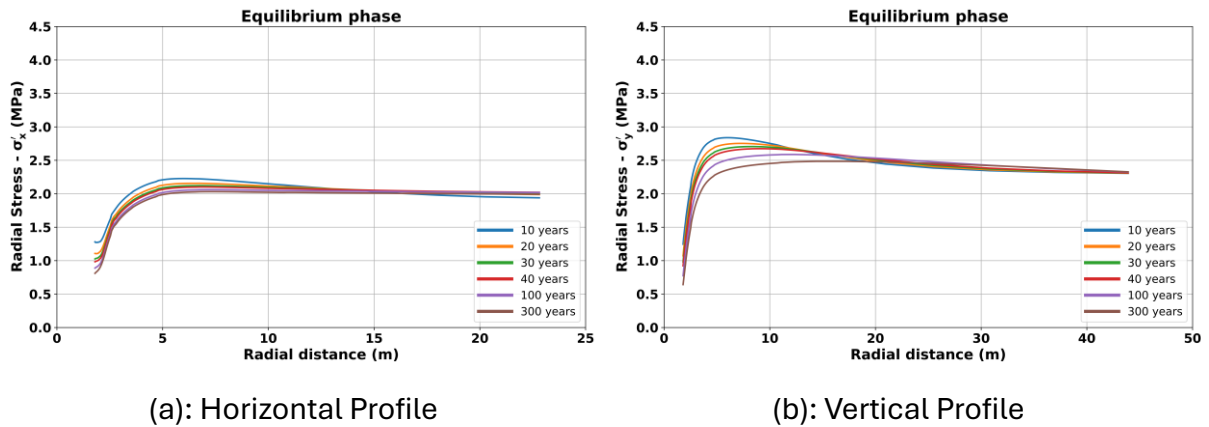 Equilibrium phase
4.5
4.0
3.5
3.0
2.5
2.0
1.5
1.0
0.5
0.0
Radial Stress - σ′x (MPa)
0 5 10 15 20 25
Radial distance (m)
10 years
20 years
30 years
40 years
100 years
300 years
(a): Horizontal Profile
Equilibrium phase
4.5
4.0
3.5
3.0
2.5
2.0
1.5
1.0
0.5
0.0
Radial Stress - σ′y (MPa)
0 10 20 30 40 50
Radial distance (m)
10 years
20 years
30 years
40 years
100 years
300 years
(b): Vertical Profile